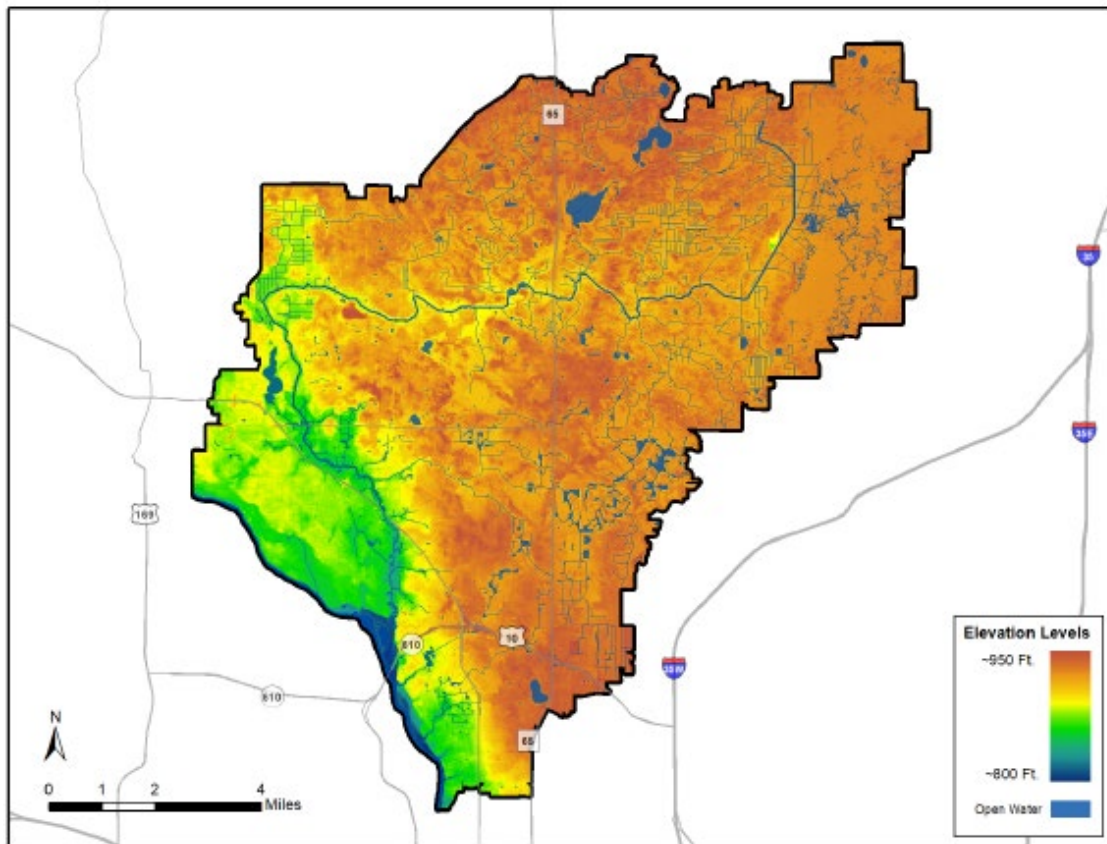 65
35
35E
169
10
610
35W
610
65
N
0 1 2 4
Miles
Elevation Levels
~950 Ft.
~800 Ft.
Open Water